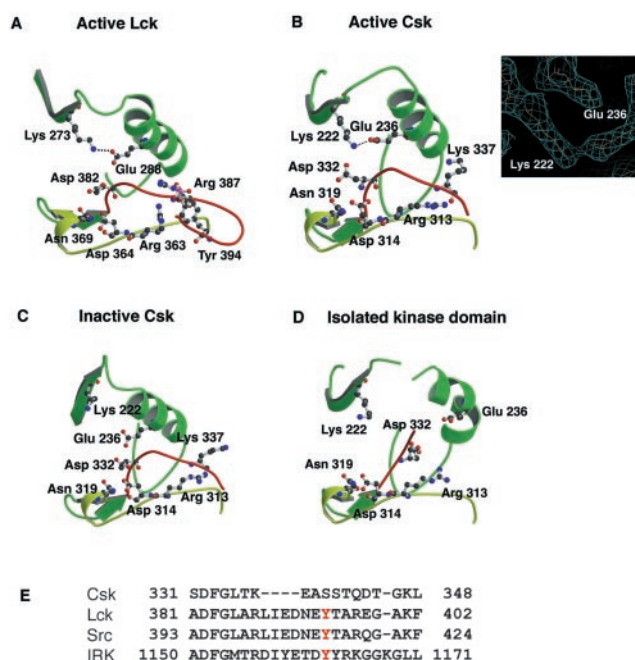 A Active Lck
Lys 273
Glu 288
Asp 382
Arg 387
Asn 369
Asp 364
Arg 363
Tyr 394
B Active Csk
Lys 222
Glu 236
Asp 332
Lys 337
Asn 319
Arg 313
Asp 314
Glu 236
Lys 222
C Inactive Csk
Lys 222
Glu 236
Lys 337
Asp 332
Asn 319
Arg 313
Asp 314
D Isolated kinase domain
Lys 222
Asp 332
Glu 236
Asn 319
Arg 313
Asp 314
E Csk 331 SDFGLTK----EASSTQDT-GKL 348
Lck 381 ADFGLARLIEDNEYTAREG-AKF 402
Src 393 ADFGLARLIEDNEYTARQG-AKF 424
IRK 1150 ADFGMTRDIYETDYYRKGGKGLL 1171